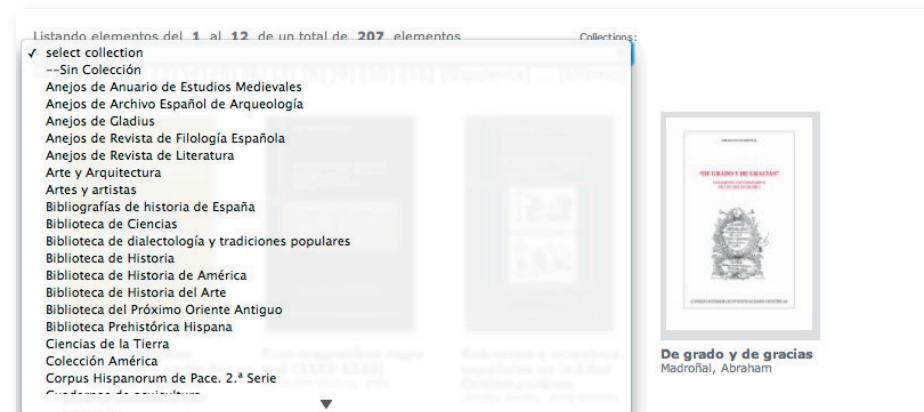 Listando elementos del 1 al 12 de un total de 207 elementos
Collections:
✓ select collection
--Sin Colección
Anejos de Anuario de Estudios Medievales
Anejos de Archivo Español de Arqueología
Anejos de Gladius
Anejos de Revista de Filología Española
Anejos de Revista de Literatura
Arte y Arquitectura
Artes y artistas
Bibliografías de historia de España
Biblioteca de Ciencias
Biblioteca de dialectología y tradiciones populares
Biblioteca de Historia
Biblioteca de Historia de América
Biblioteca de Historia del Arte
Biblioteca del Próximo Oriente Antiguo
Biblioteca Prehistórica Hispana
Ciencias de la Tierra
Colección América
Corpus Hispanorum de Pace. 2.ª Serie
"DE GRADO Y DE GRACIAS"
CONSEJO SUPERIOR DE INVESTIGACIONES CIENTÍFICAS
De grado y de gracias
Madroñal, Abraham